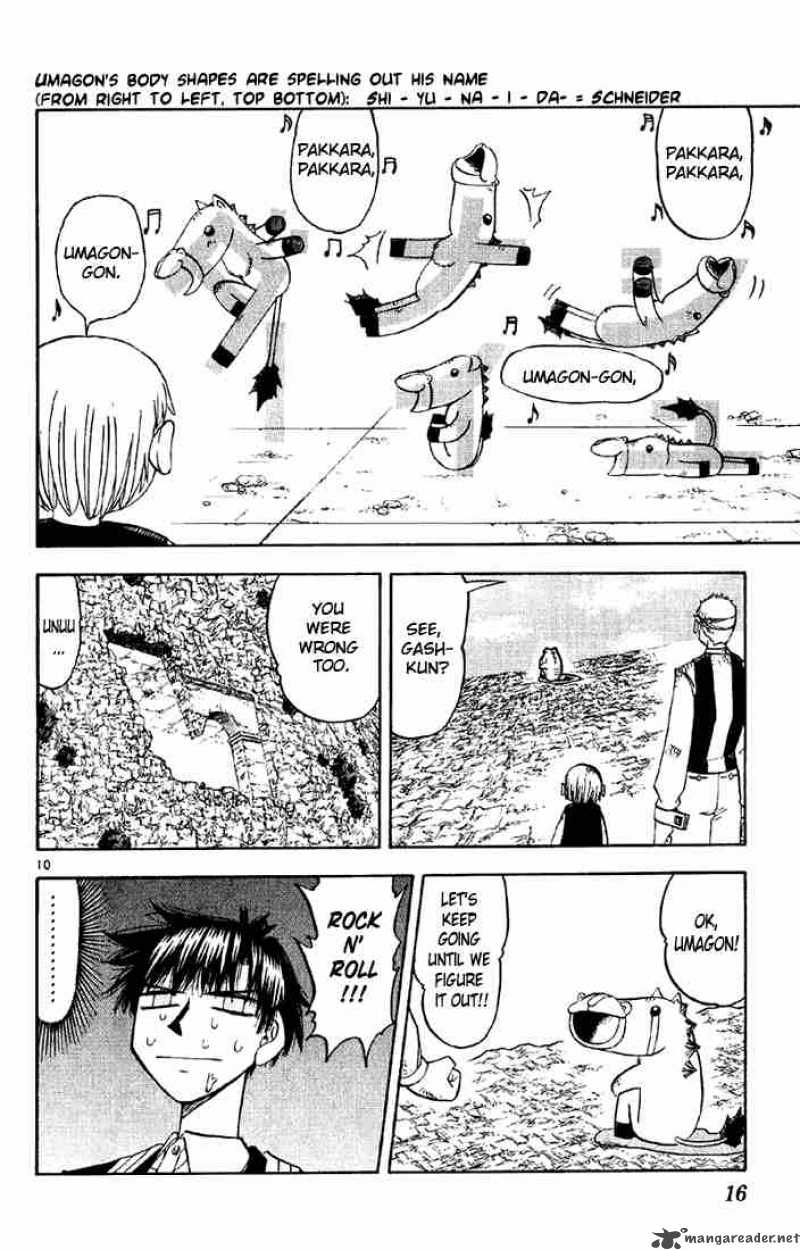 UMAGON'S BODY SHAPES ARE SPELLING OUT HIS NAME
(FROM RIGHT TO LEFT, TOP BOTTOM): SHI - YU - NA - I - DA- = SCHNEIDER
PAKKARA,
PAKKARA,
PAKKARA,
PAKKARA,
UMAGON-
GON.
UMAGON-GON,
SEE,
GASH-
KUN?
YOU
WERE
WRONG
TOO.
UNUU
...
10
OK,
UMAGON!
LET'S
KEEP
GOING
UNTIL WE
FIGURE
IT OUT!!
ROCK
N'
ROLL
!!!
..........
16
mangareader.net